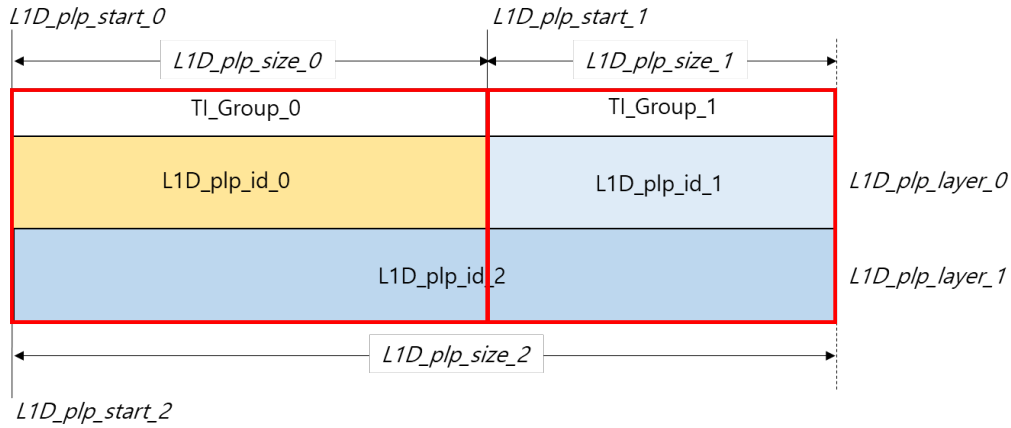 L1D_plp_start_0
L1D_plp_start_1
L1D_plp_size_0
L1D_plp_size_1
TI_Group_0
TI_Group_1
L1D_plp_id_0
L1D_plp_id_1
L1D_plp_layer_0
L1D_plp_id_2
L1D_plp_layer_1
L1D_plp_size_2
L1D_plp_start_2